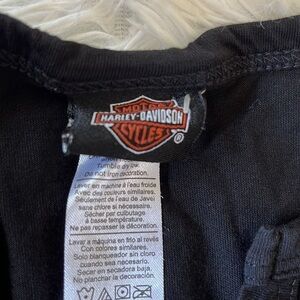 MOTOR
HARLEY-DAVIDSON
CYCLES
®
tumble dry low.
Do not iron decoration.
Laver en machine à l'eau froide
Avec des couleurs similaires.
Seulement de l'eau de Javel
sans chlore si nécessaire.
Sécher par culbutage
à basse température.
Ne pas repasser la décoration.
Lavar a máquina en frío al revés
Con colores similares.
Solo blanqueador sin cloro
cuando sea necesario.
Secar en secadora baja.
No planchar la decoración.